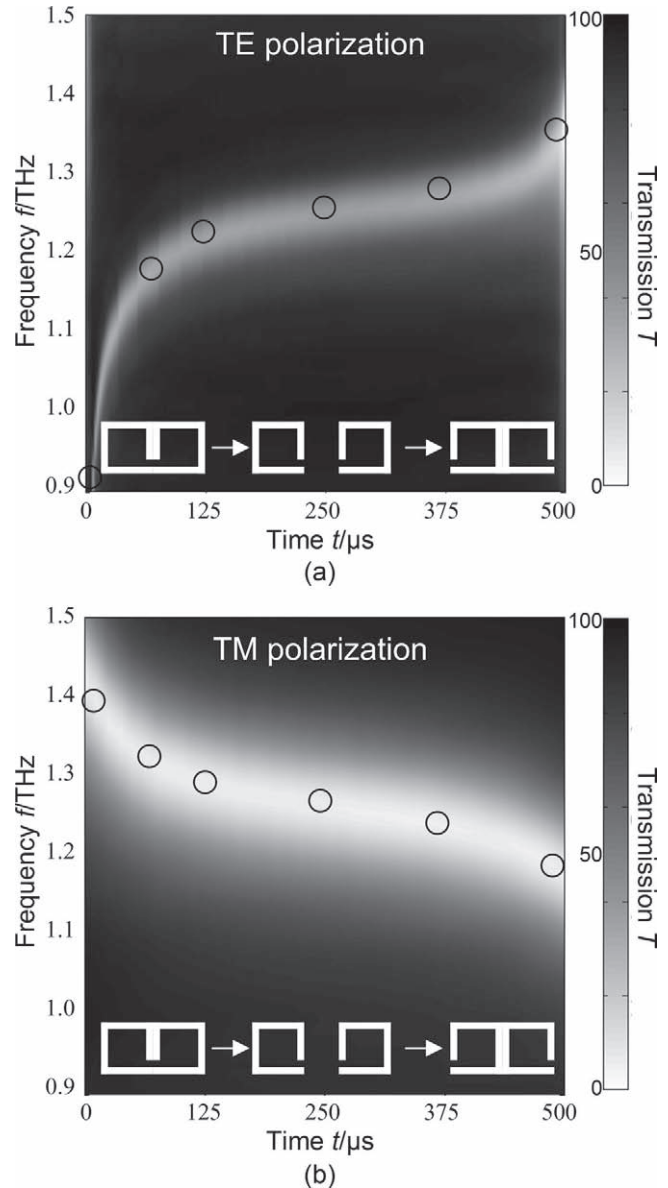 1.5
1.4
1.3
1.2
1.1
1.0
0.9
Frequency f/THz
TE polarization
100
50
0
Transmission T
0 125 250 375 500
Time t/μs
(a)
1.5
1.4
1.3
1.2
1.1
1.0
0.9
Frequency f/THz
TM polarization
100
50
0
Transmission T
0 125 250 375 500
Time t/μs
(b)